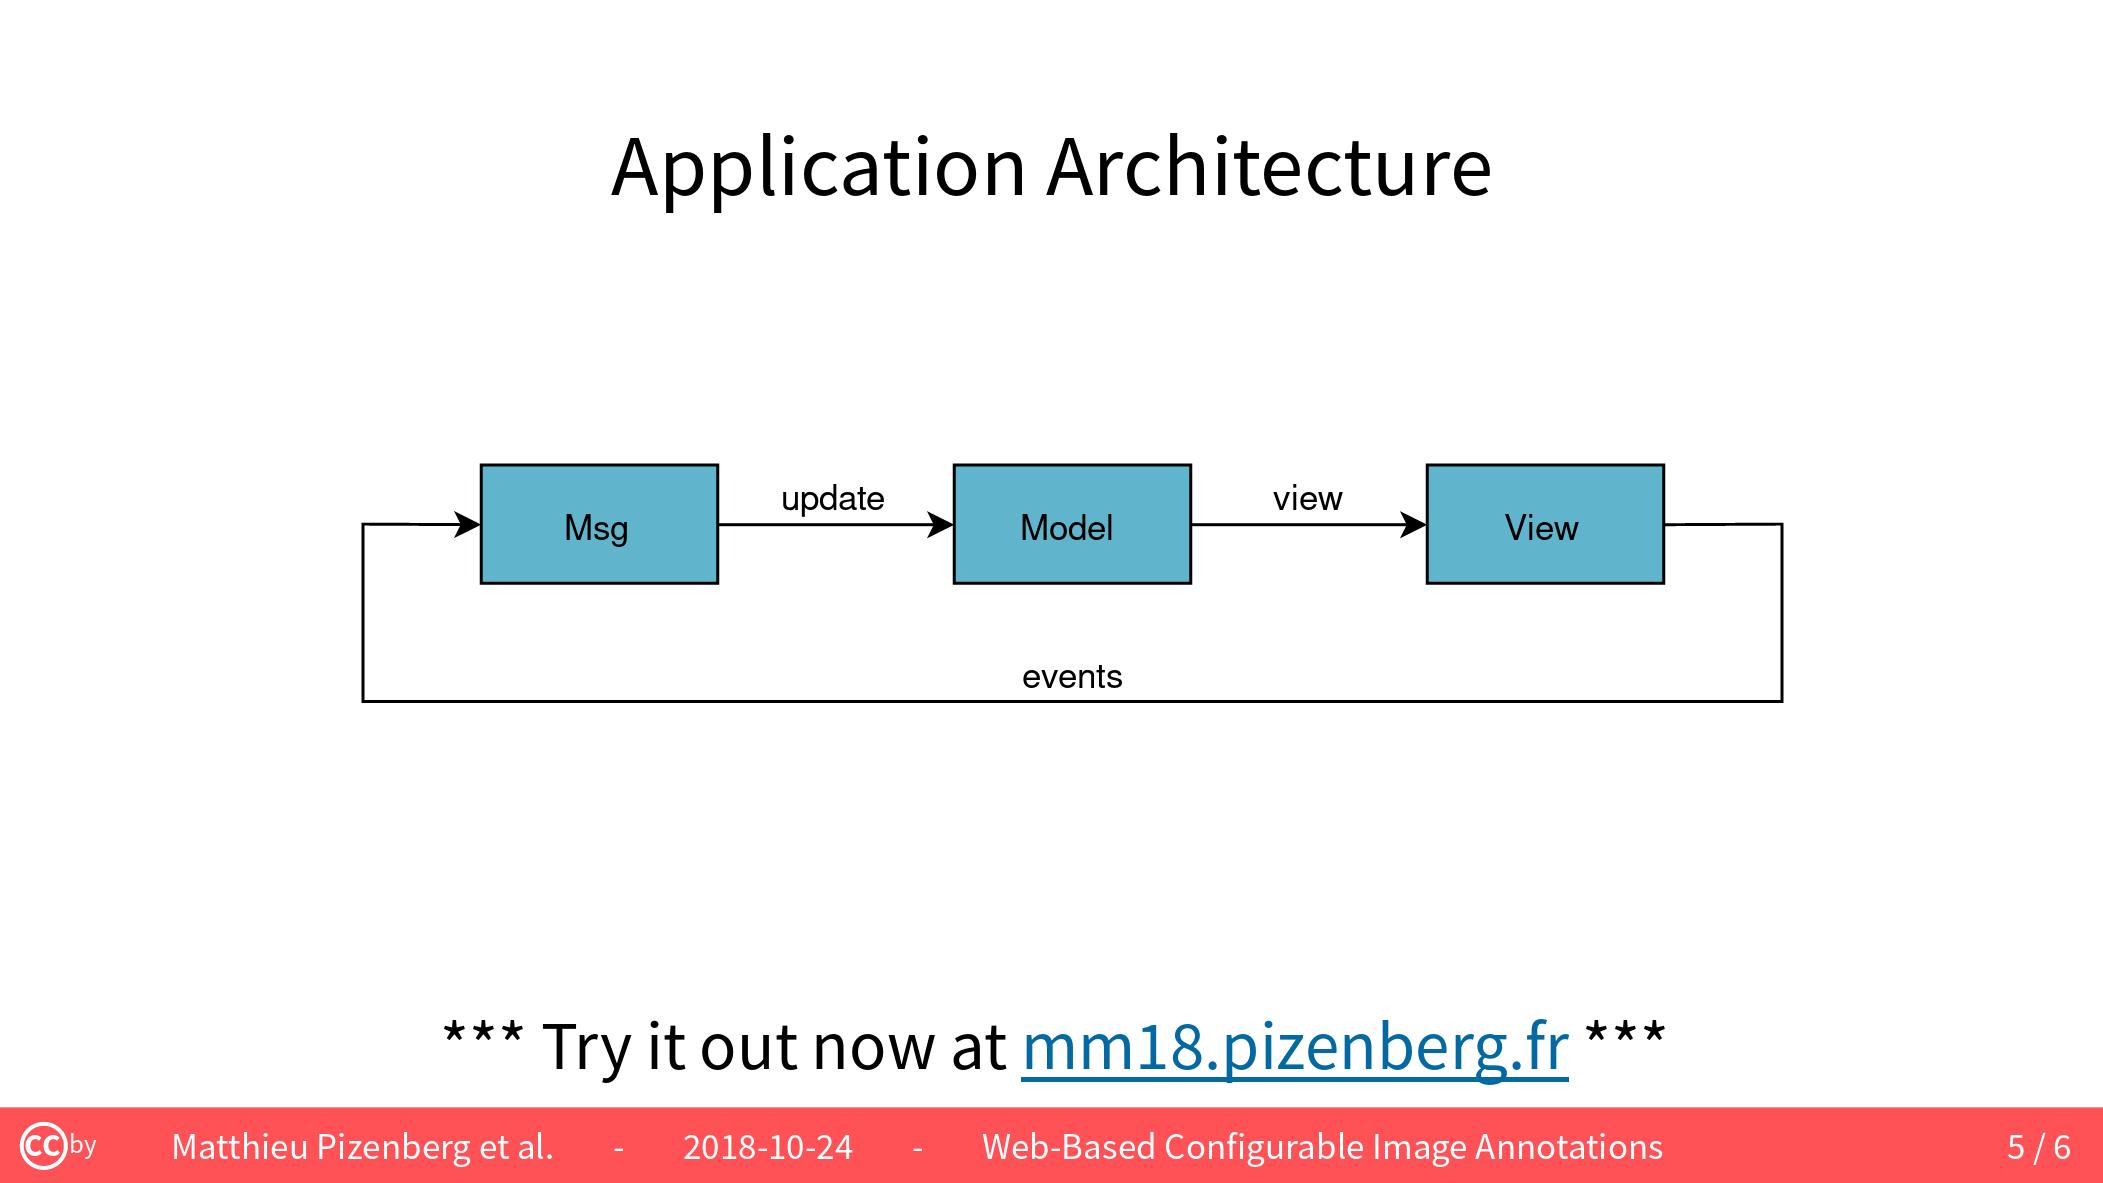 Application Architecture
Msg
update
Model
view
View
events
*** Try it out now at mm18.pizenberg.fr ***
cc by Matthieu Pizenberg et al. - 2018-10-24 - Web-Based Configurable Image Annotations 5 / 6